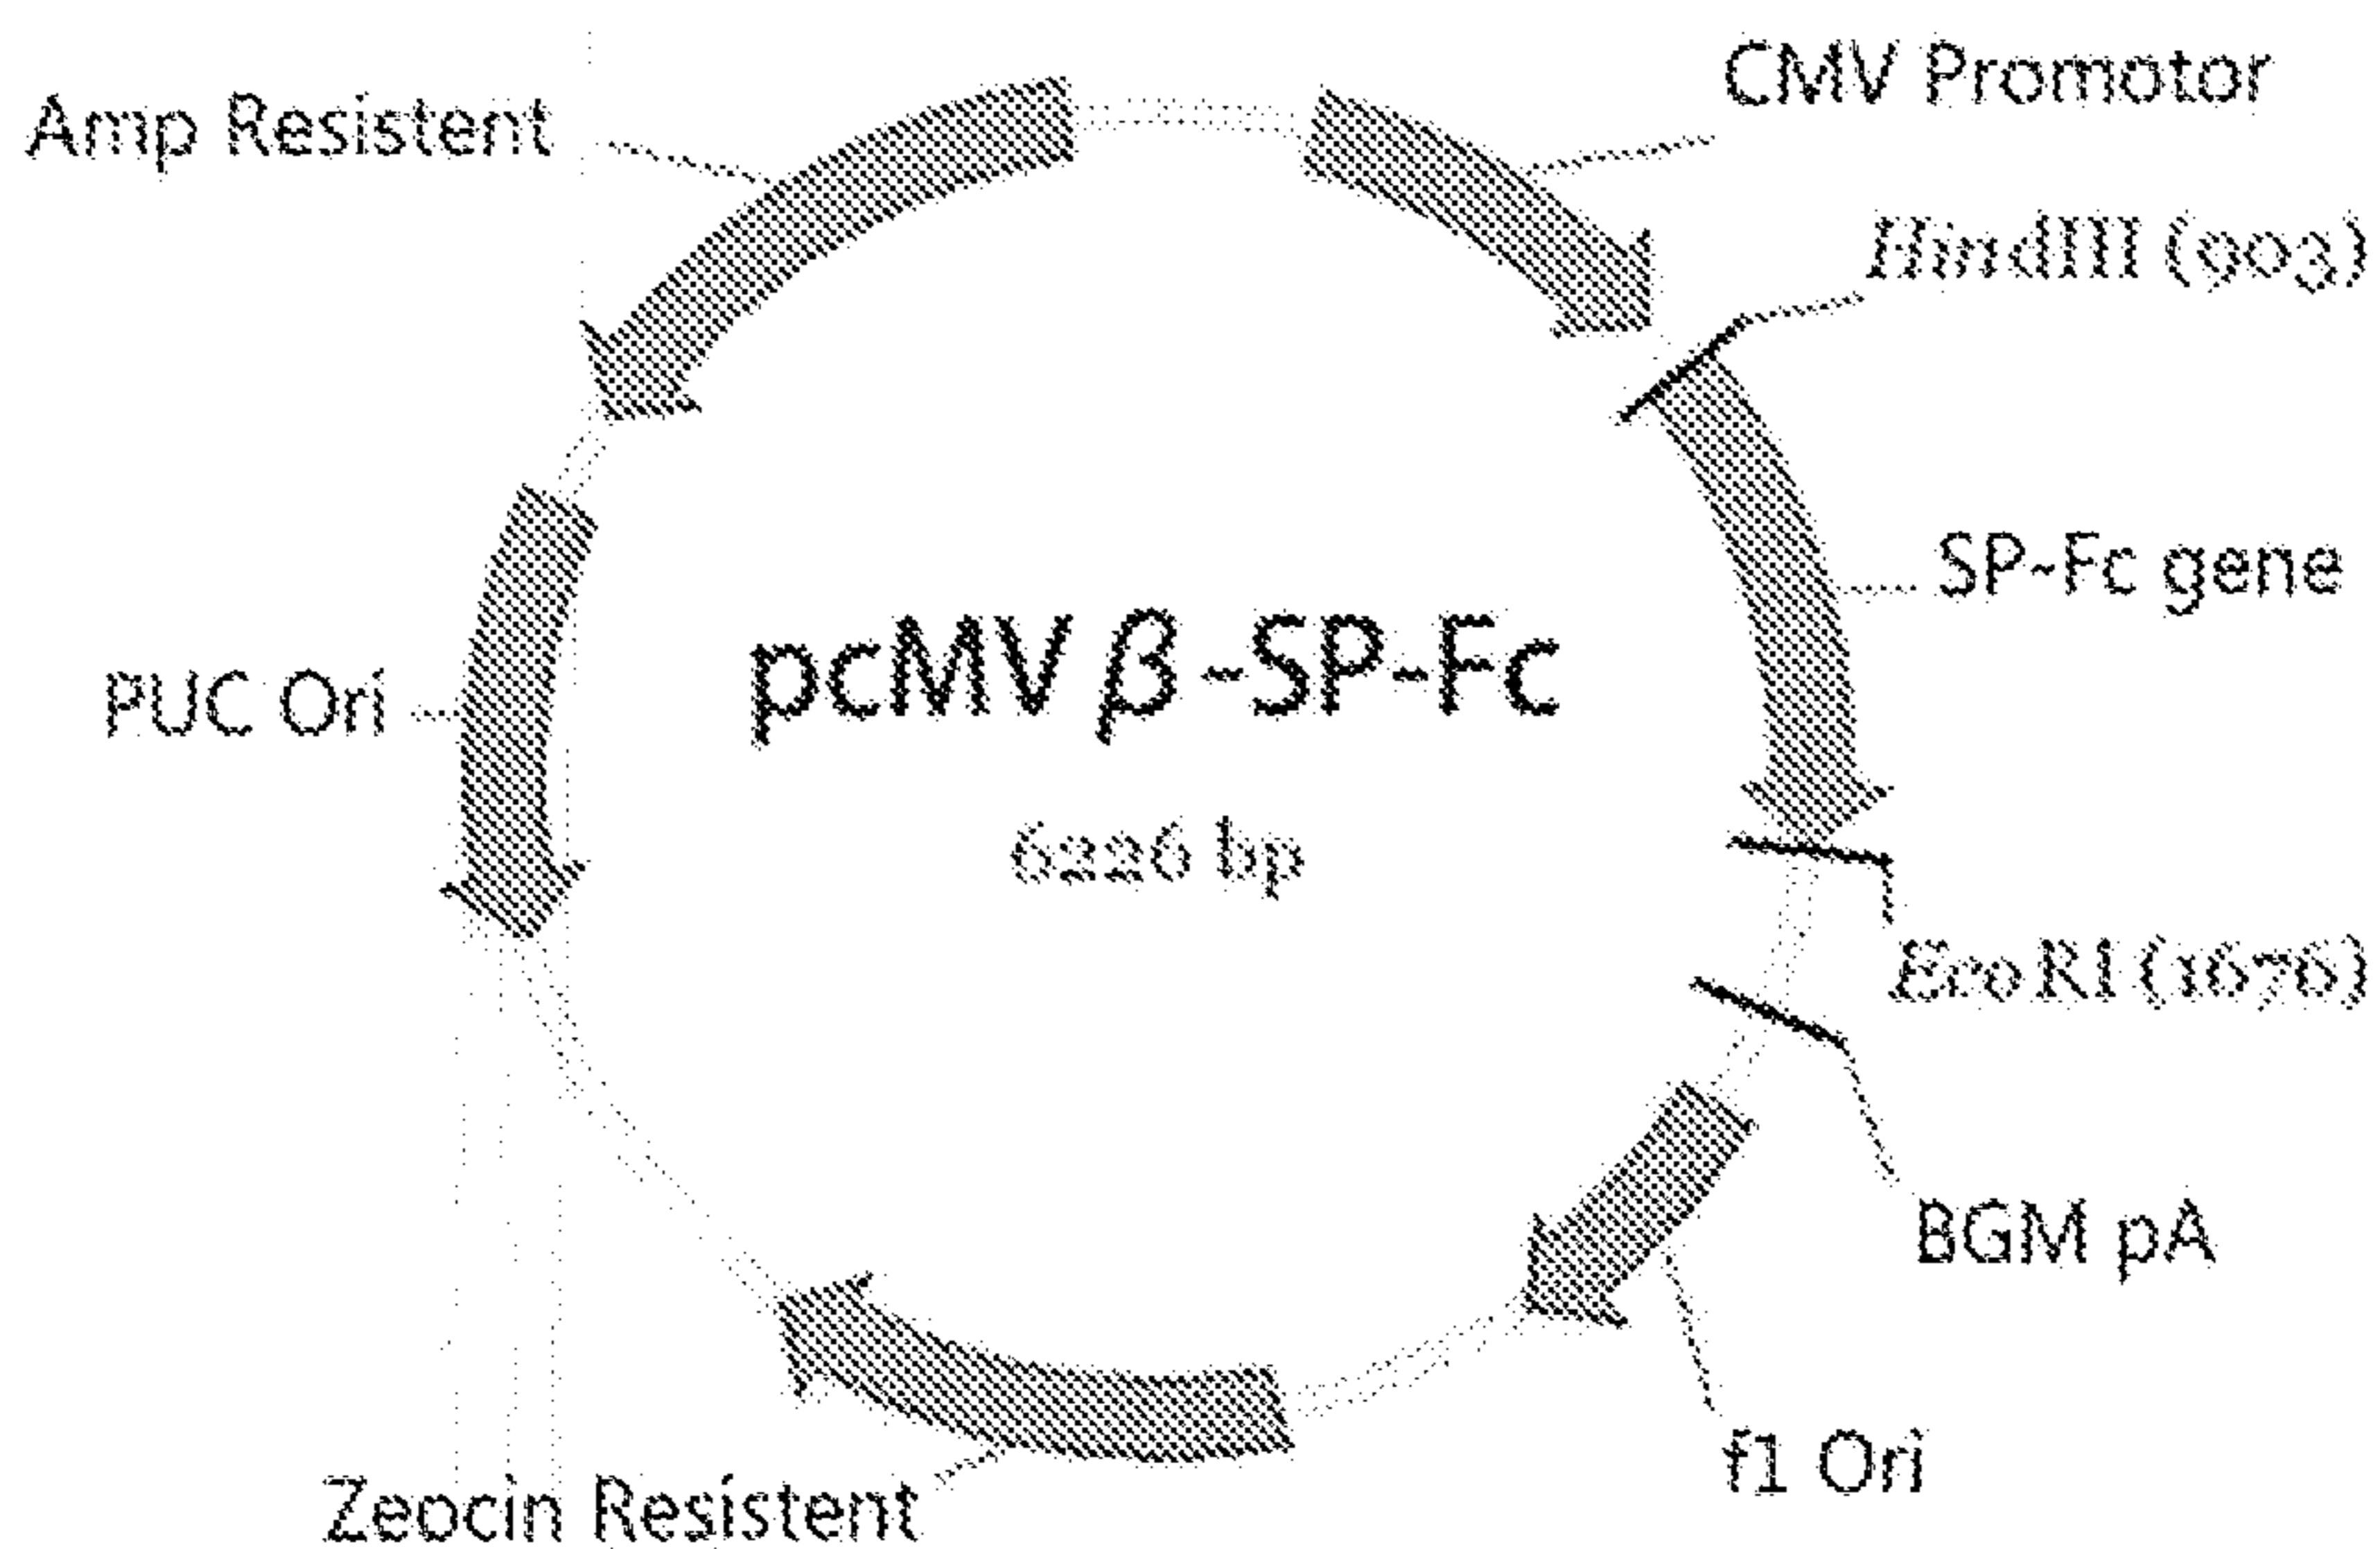 CMV Promotor
Amp Resistent
HindIII (903)
SP-Fc gene
pcMVβ-SP-Fc
PUC Ori
6226 bp
EcoRI (1676)
BGM pA
f1 Ori
Zeocin Resistent